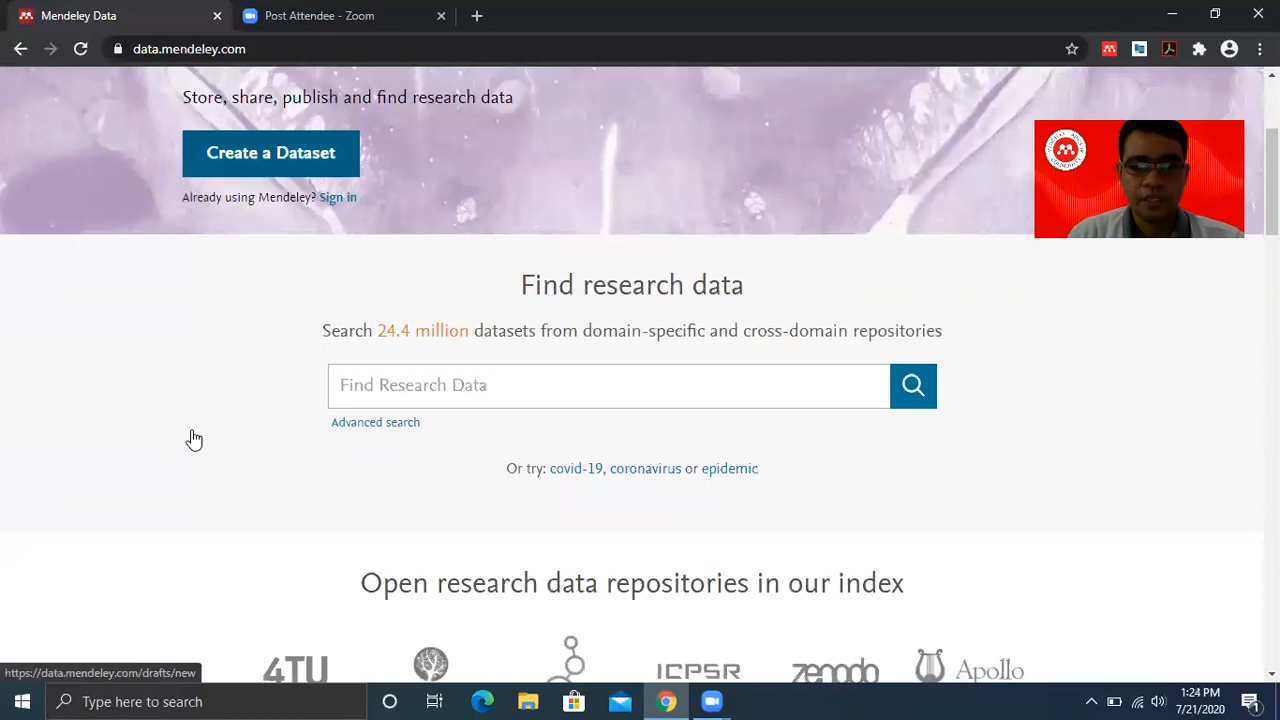 Mendeley Data
Post Attendee - Zoom
data.mendeley.com
Store, share, publish and find research data
Create a Dataset
Already using Mendeley? Sign in
Find research data
Search 24.4 million datasets from domain-specific and cross-domain repositories
Find Research Data
Advanced search
Or try: covid-19, coronavirus or epidemic
Open research data repositories in our index
4TU
ICPSR
zenodo
Apollo
https://data.mendeley.com/drafts/new
Type here to search
1:24 PM
7/21/2020